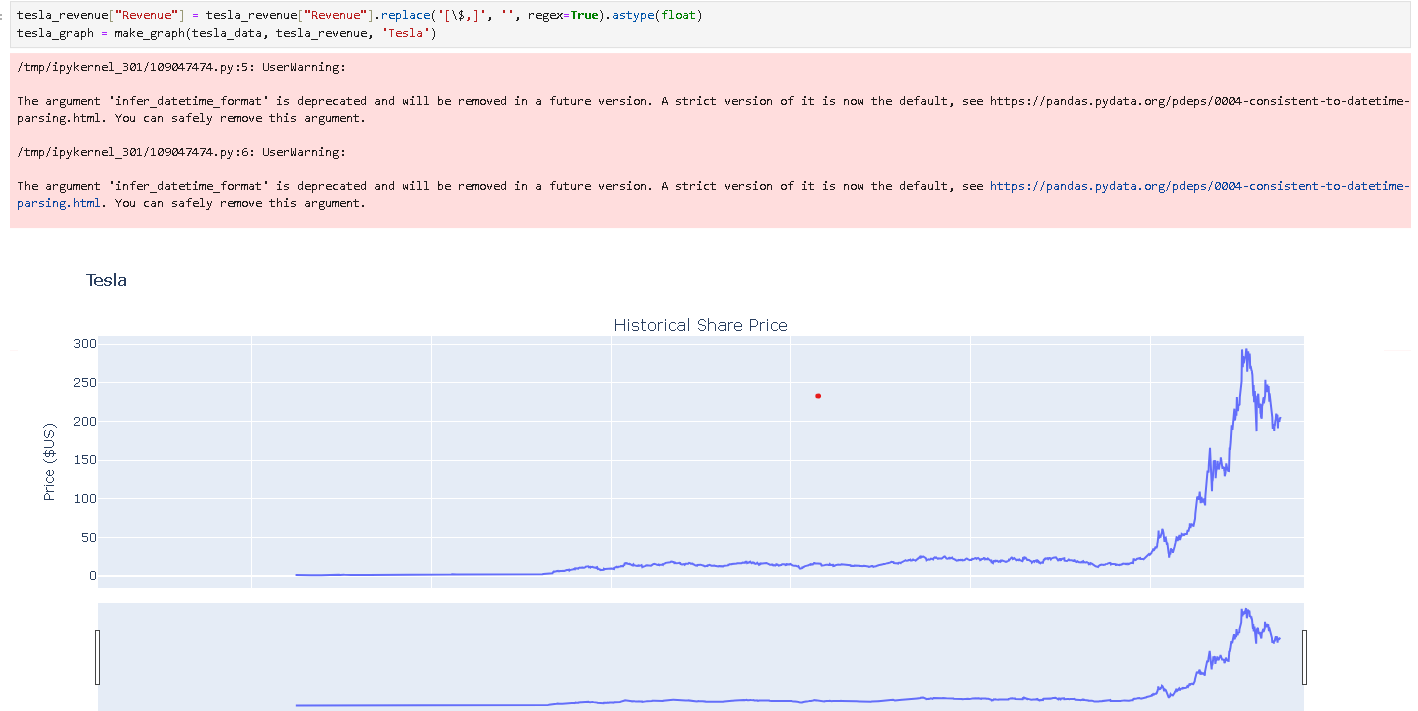 tesla_revenue["Revenue"] = tesla_revenue["Revenue"].replace('[\$,]', '', regex=True).astype(float)
tesla_graph = make_graph(tesla_data, tesla_revenue, 'Tesla')
/tmp/ipykernel_301/109047474.py:5: UserWarning:
The argument 'infer_datetime_format' is deprecated and will be removed in a future version. A strict version of it is now the default, see https://pandas.pydata.org/pdeps/0004-consistent-to-datetime-
parsing.html. You can safely remove this argument.
/tmp/ipykernel_301/109047474.py:6: UserWarning:
The argument 'infer_datetime_format' is deprecated and will be removed in a future version. A strict version of it is now the default, see https://pandas.pydata.org/pdeps/0004-consistent-to-datetime-
parsing.html. You can safely remove this argument.
Tesla
Historical Share Price
300
250
200
150
100
50
0
Price ($US)